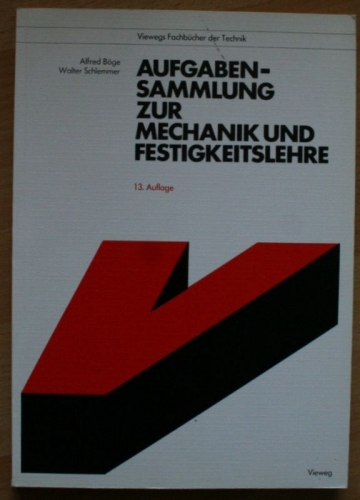 Viewegs Fachbücher der Technik
Alfred Böge
Walter Schlemmer
AUFGABEN-
SAMMLUNG
ZUR
MECHANIK UND
FESTIGKEITSLEHRE
13. Auflage
Vieweg